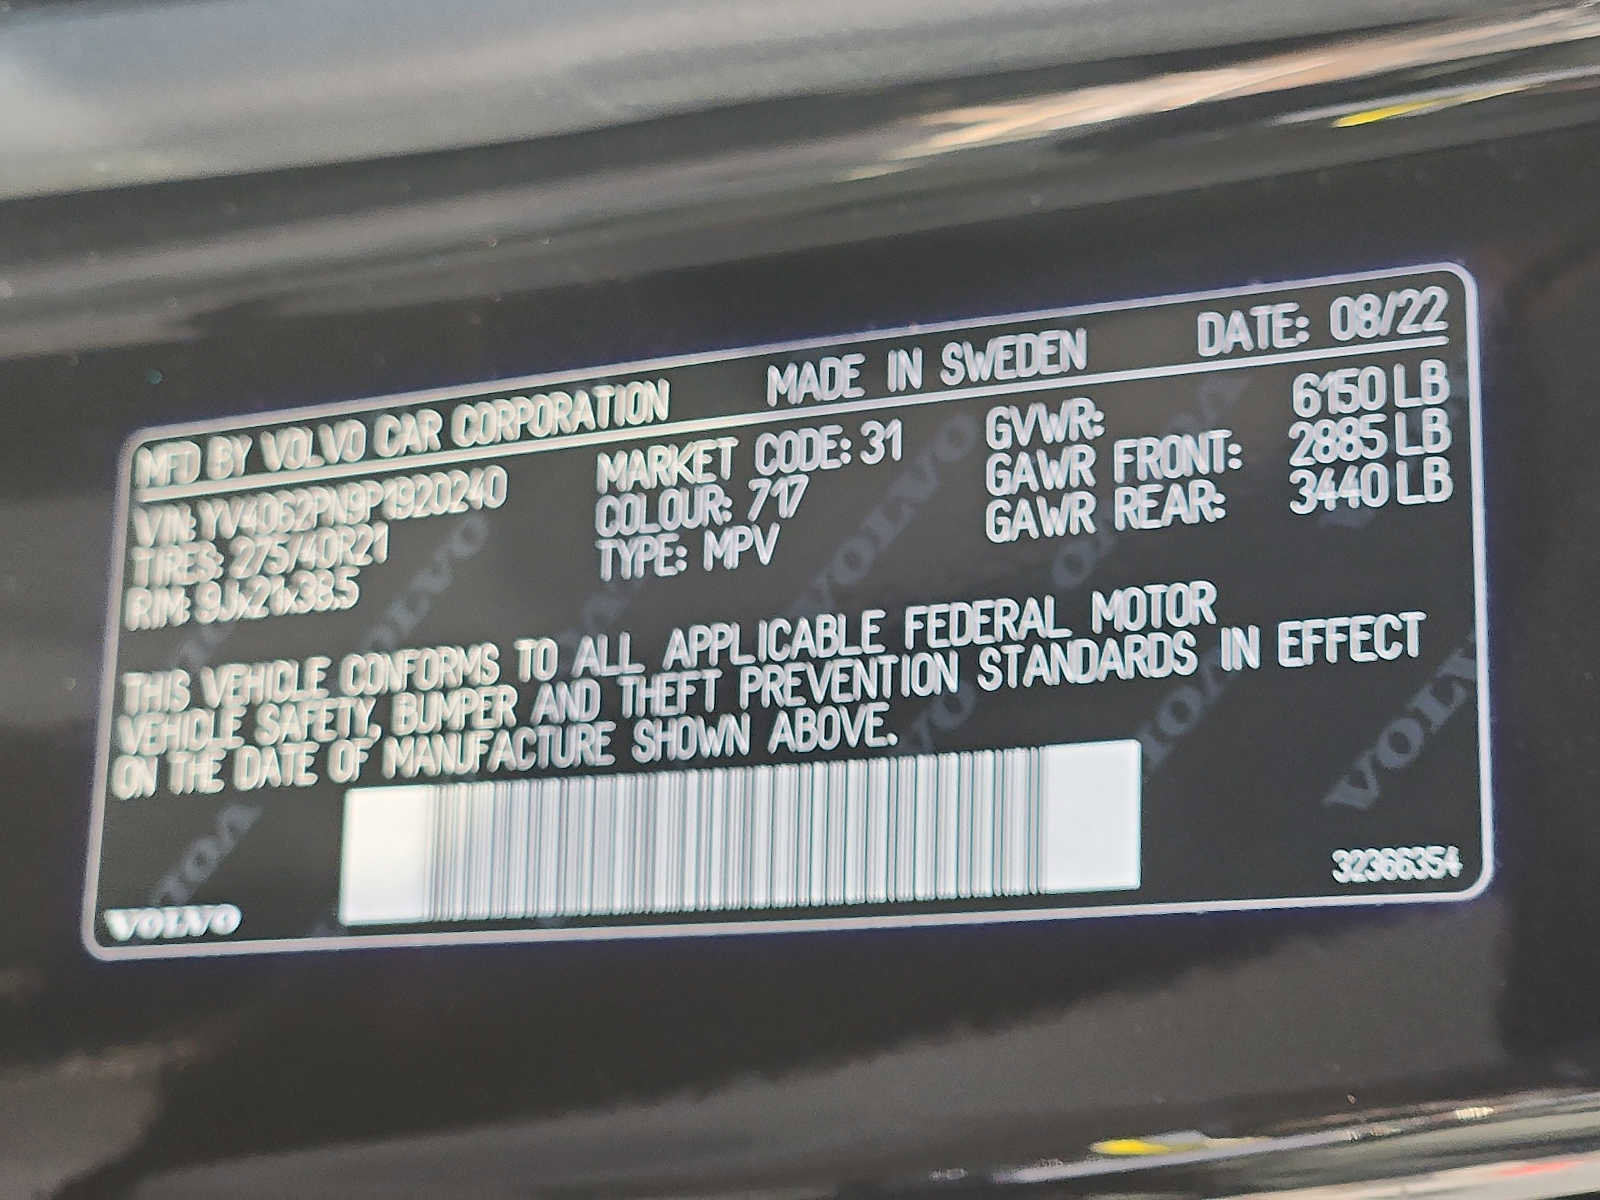 MFD BY VOLVO CAR CORPORATION MADE IN SWEDEN DATE: 08/22
VIN: YV4062PN9P1920240 MARKET CODE: 31 GVWR: 6150 LB
TIRES: 275/40R21 COLOUR: 717 GAWR FRONT: 2885 LB
RIM: 9Jx21x38.5 TYPE: MPV GAWR REAR: 3440 LB
THIS VEHICLE CONFORMS TO ALL APPLICABLE FEDERAL MOTOR
VEHICLE SAFETY, BUMPER AND THEFT PREVENTION STANDARDS IN EFFECT
ON THE DATE OF MANUFACTURE SHOWN ABOVE.
VOLVO 32366354